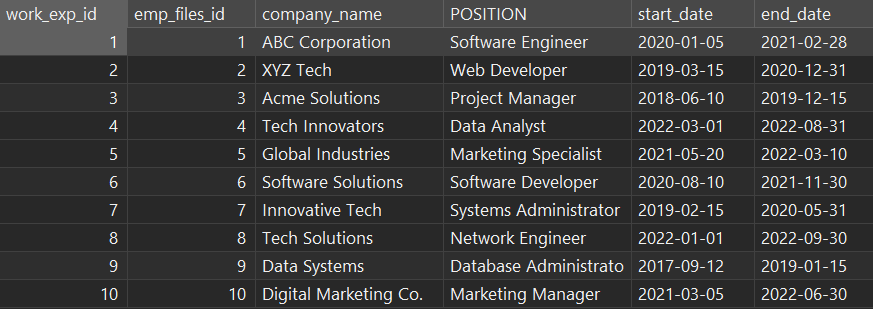 work_exp_id emp_files_id company_name POSITION start_date end_date
1 1 ABC Corporation Software Engineer 2020-01-05 2021-02-28
2 2 XYZ Tech Web Developer 2019-03-15 2020-12-31
3 3 Acme Solutions Project Manager 2018-06-10 2019-12-15
4 4 Tech Innovators Data Analyst 2022-03-01 2022-08-31
5 5 Global Industries Marketing Specialist 2021-05-20 2022-03-10
6 6 Software Solutions Software Developer 2020-08-10 2021-11-30
7 7 Innovative Tech Systems Administrator 2019-02-15 2020-05-31
8 8 Tech Solutions Network Engineer 2022-01-01 2022-09-30
9 9 Data Systems Database Administrato 2017-09-12 2019-01-15
10 10 Digital Marketing Co. Marketing Manager 2021-03-05 2022-06-30